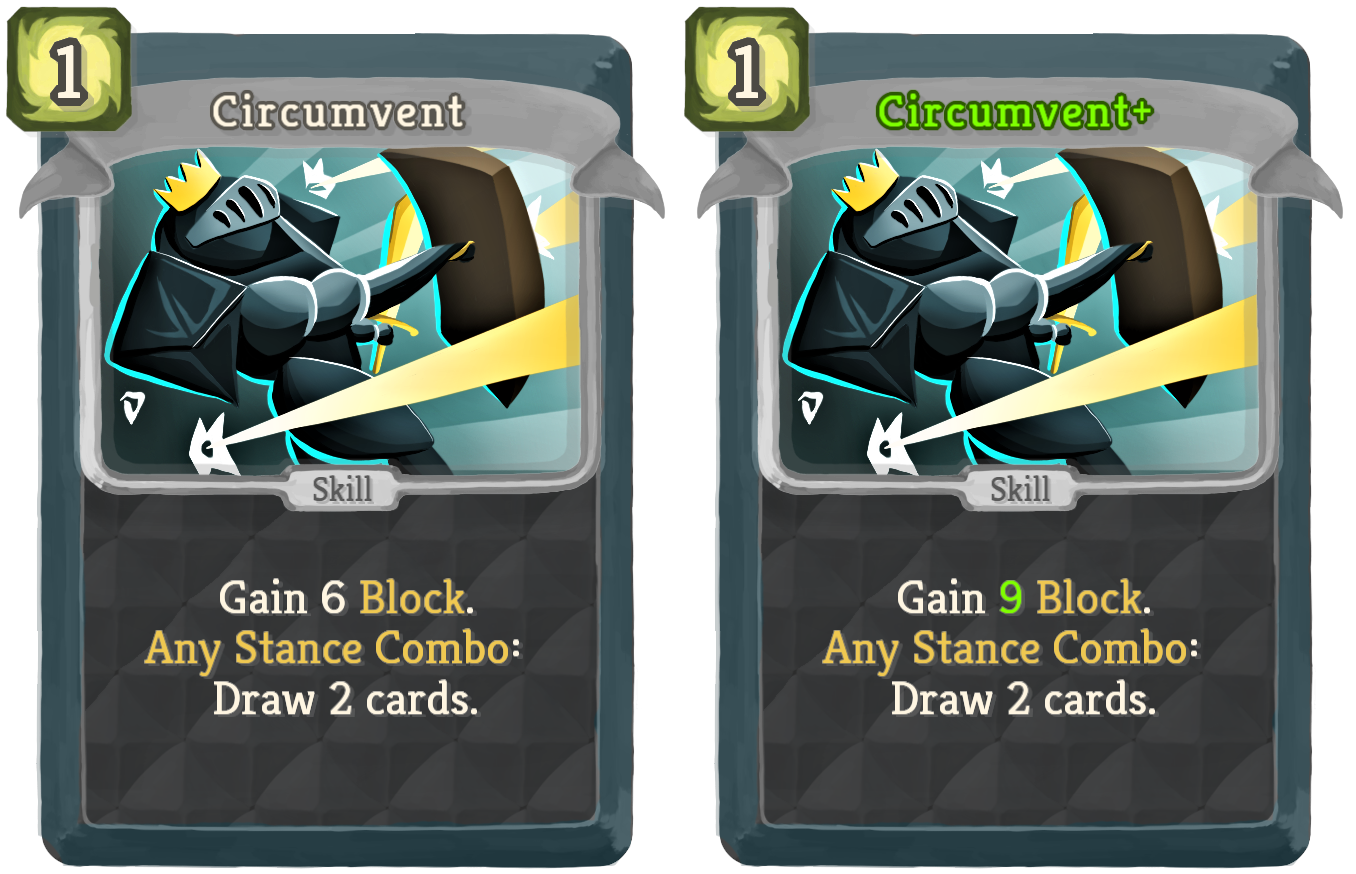 1
Circumvent
Skill
Gain 6 Block.
Any Stance Combo:
Draw 2 cards.
1
Circumvent+
Skill
Gain 9 Block.
Any Stance Combo:
Draw 2 cards.